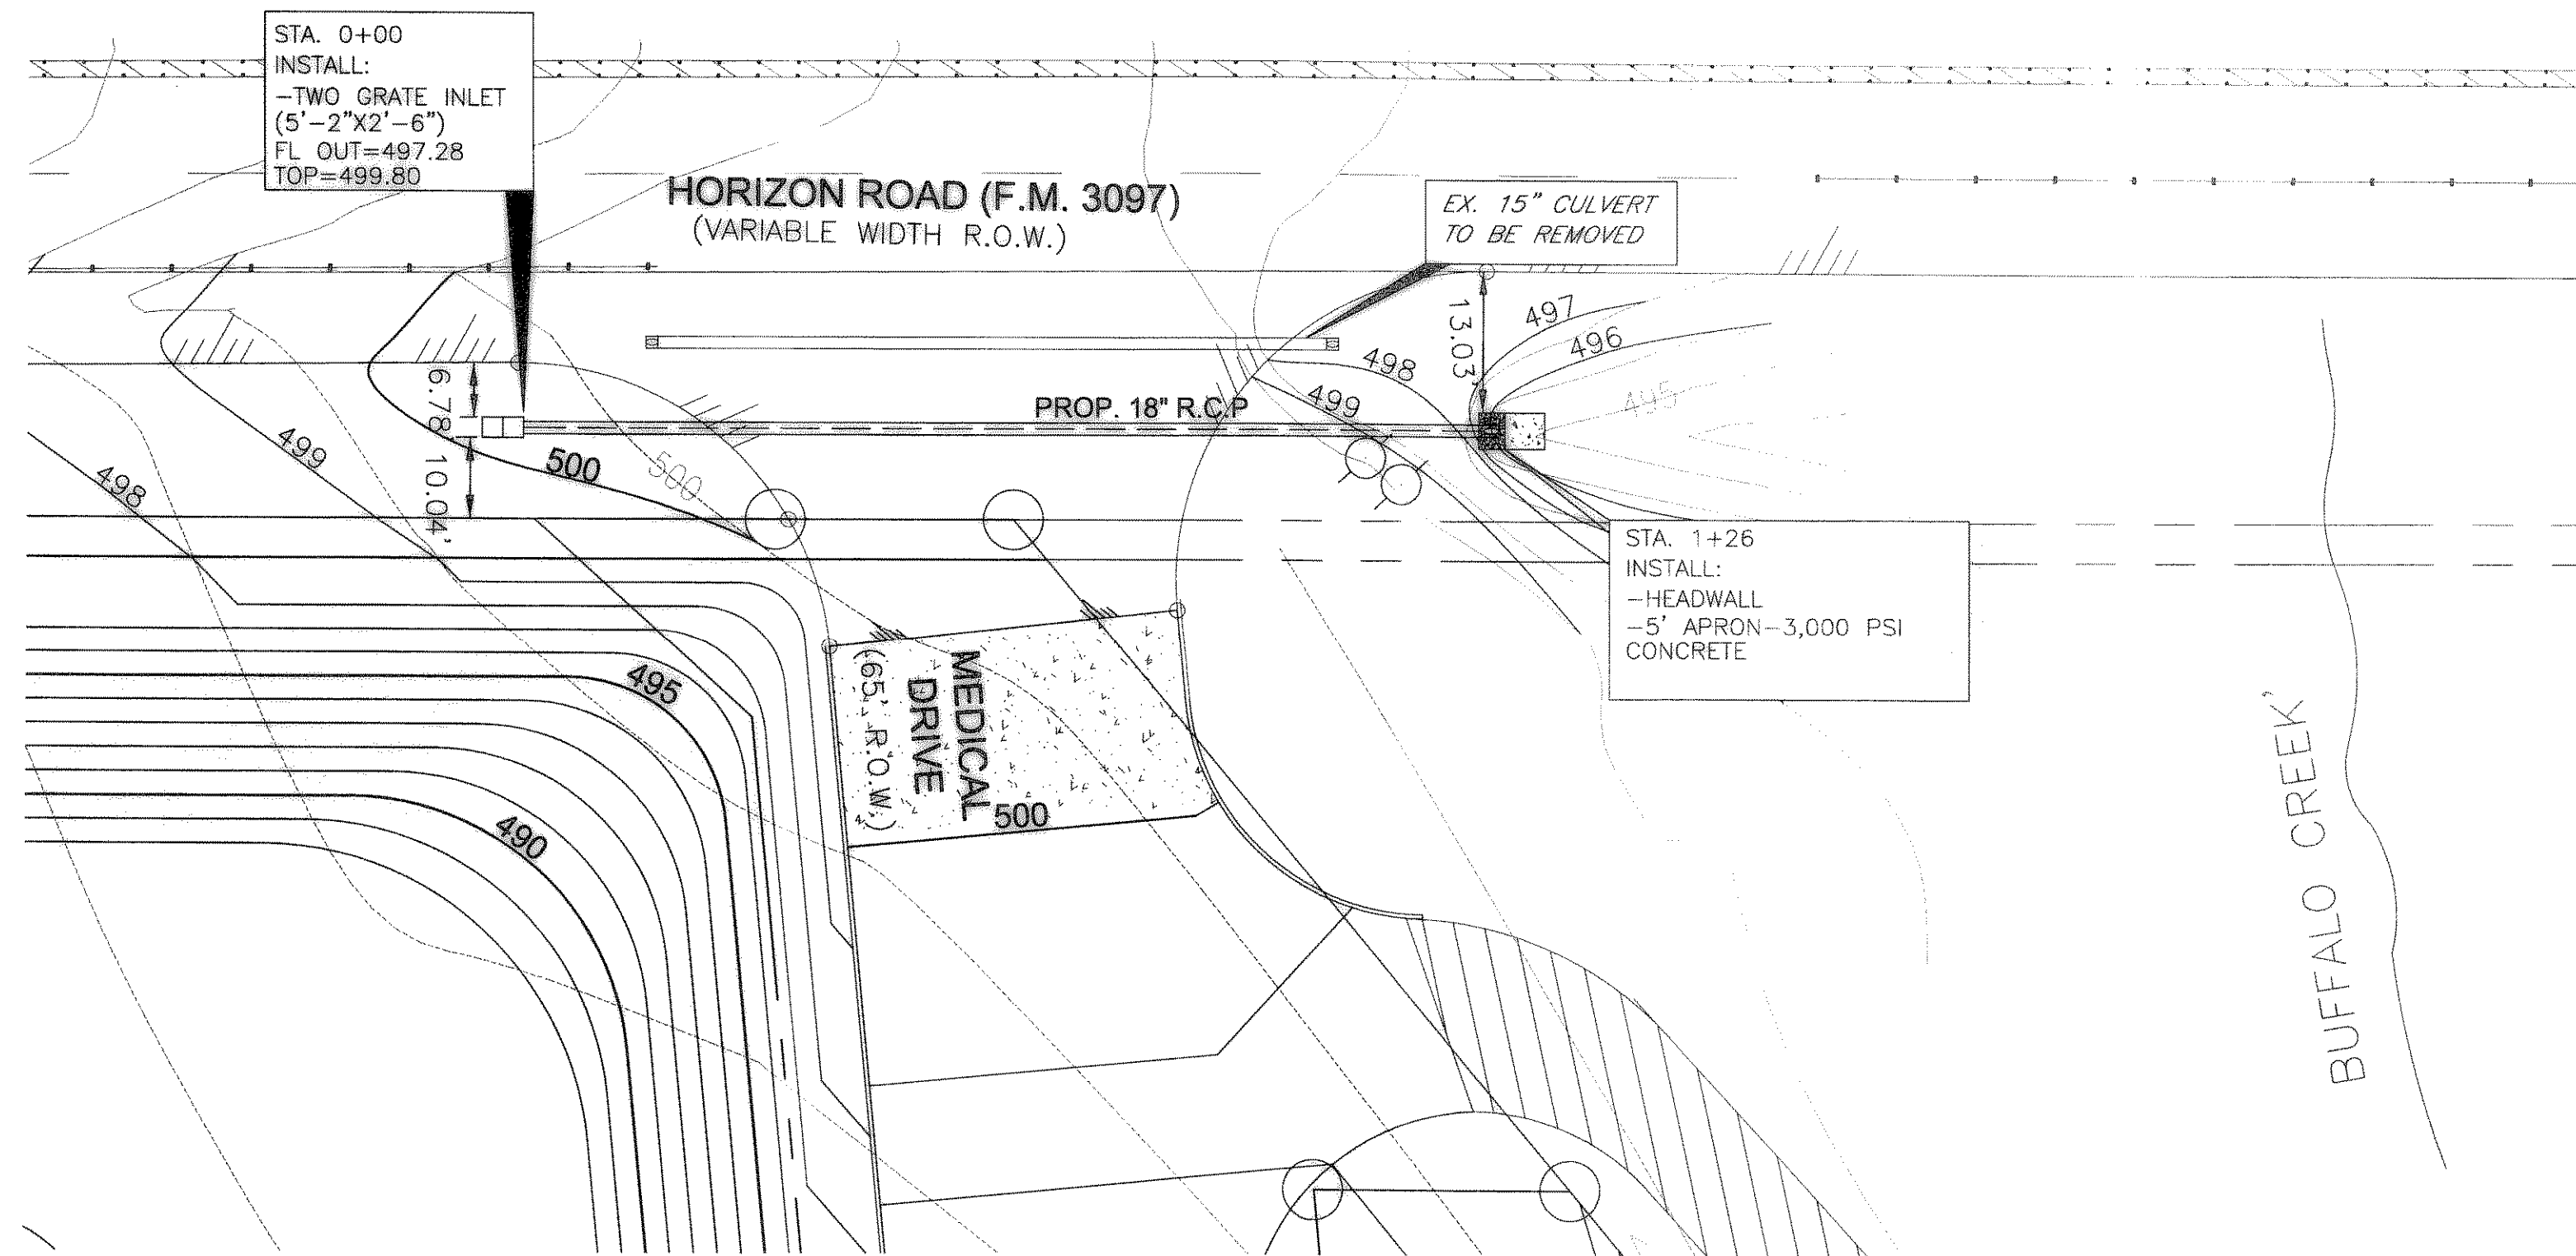 STA. 0+00
INSTALL:
-TWO GRATE INLET
(5'-2"X2'-6")
FL OUT=497.28
TOP=499.80
HORIZON ROAD (F.M. 3097)
(VARIABLE WIDTH R.O.W.)
EX. 15" CULVERT
TO BE REMOVED
13.03'
497
496
498
495
499
6.78'
PROP. 18" R.C.P
10.04'
499
500
500
498
STA. 1+26
INSTALL:
-HEADWALL
-5' APRON-3,000 PSI
CONCRETE
495
MEDICAL
DRIVE
(65' R.O.W.)
500
490
BUFFALO CREEK'